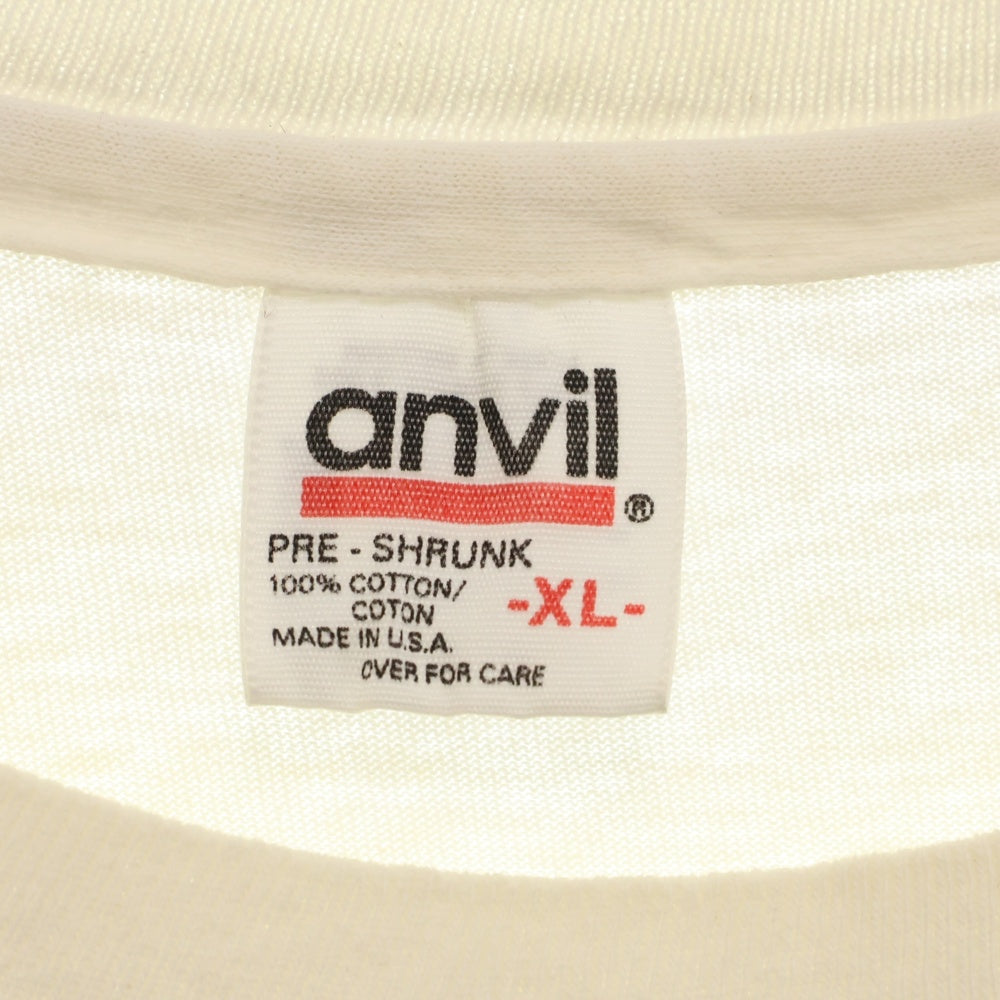 anvil
®
PRE - SHRUNK
100% COTTON/
COTON
-XL-
MADE IN U.S.A.
OVER FOR CARE